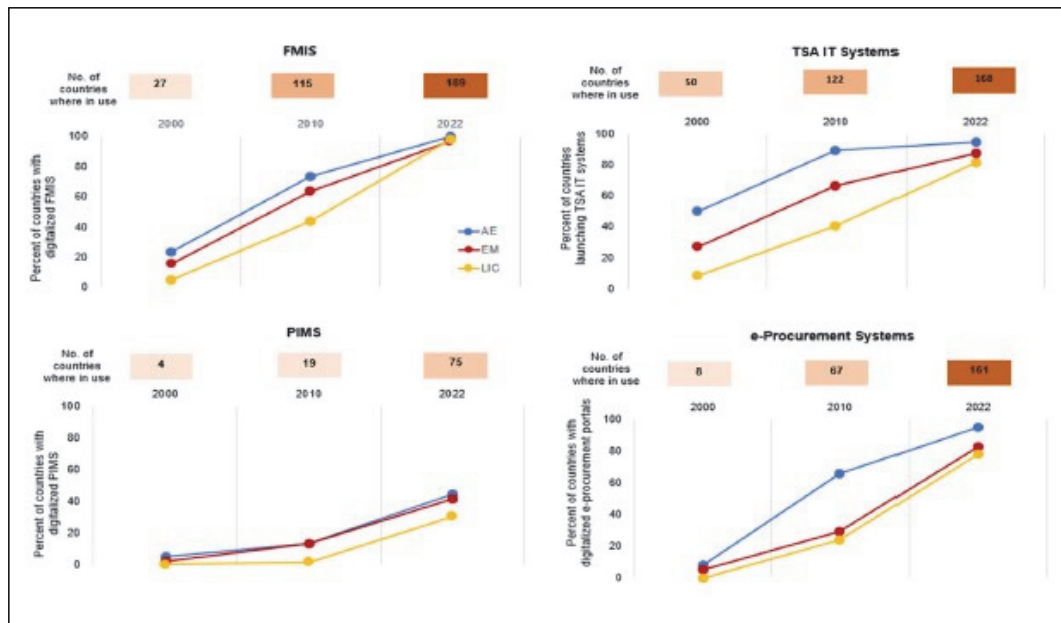 FMIS
No. of
countries
where in use
27
115
189
2000
2010
2022
Percent of countries with
digitalized FMIS
100
80
60
40
20
0
AE
EM
LIC
TSA IT Systems
No. of
countries
where in use
50
122
168
2000
2010
2022
Percent of countries
launching TSA IT systems
100
80
60
40
20
0
PIMS
No. of
countries
where in use
4
19
75
2000
2010
2022
Percent of countries with
digitalized PIMS
100
80
60
40
20
0
e-Procurement Systems
No. of
countries
where in use
8
67
161
2000
2010
2022
Percent of countries with
digitalized e-procurement portals
100
80
60
40
20
0